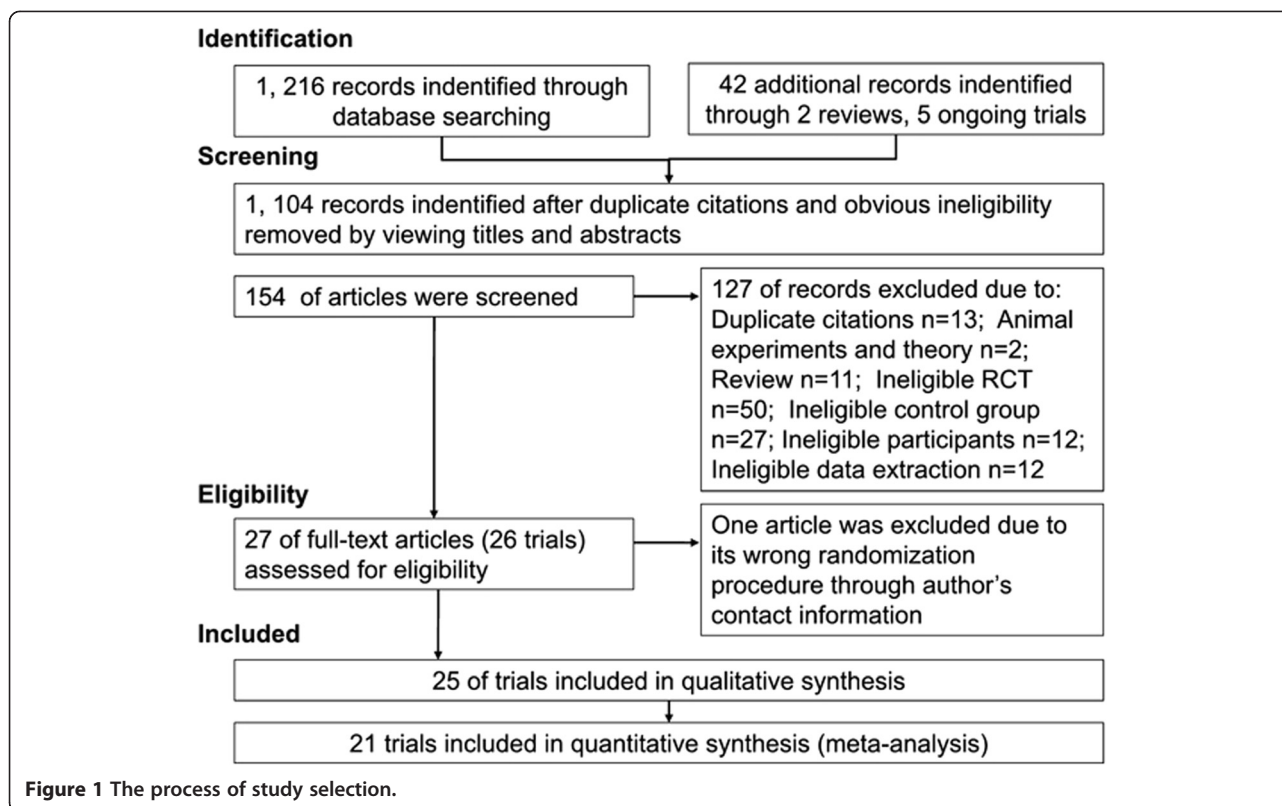 Identification
1, 216 records indentified through
database searching
42 additional records indentified
through 2 reviews, 5 ongoing trials
Screening
1, 104 records indentified after duplicate citations and obvious ineligibility
removed by viewing titles and abstracts
154 of articles were screened
127 of records excluded due to:
Duplicate citations n=13; Animal
experiments and theory n=2;
Review n=11; Ineligible RCT
n=50; Ineligible control group
n=27; Ineligible participants n=12;
Ineligible data extraction n=12
Eligibility
27 of full-text articles (26 trials)
assessed for eligibility
One article was excluded due to
its wrong randomization
procedure through author's
contact information
Included
25 of trials included in qualitative synthesis
21 trials included in quantitative synthesis (meta-analysis)
Figure 1 The process of study selection.